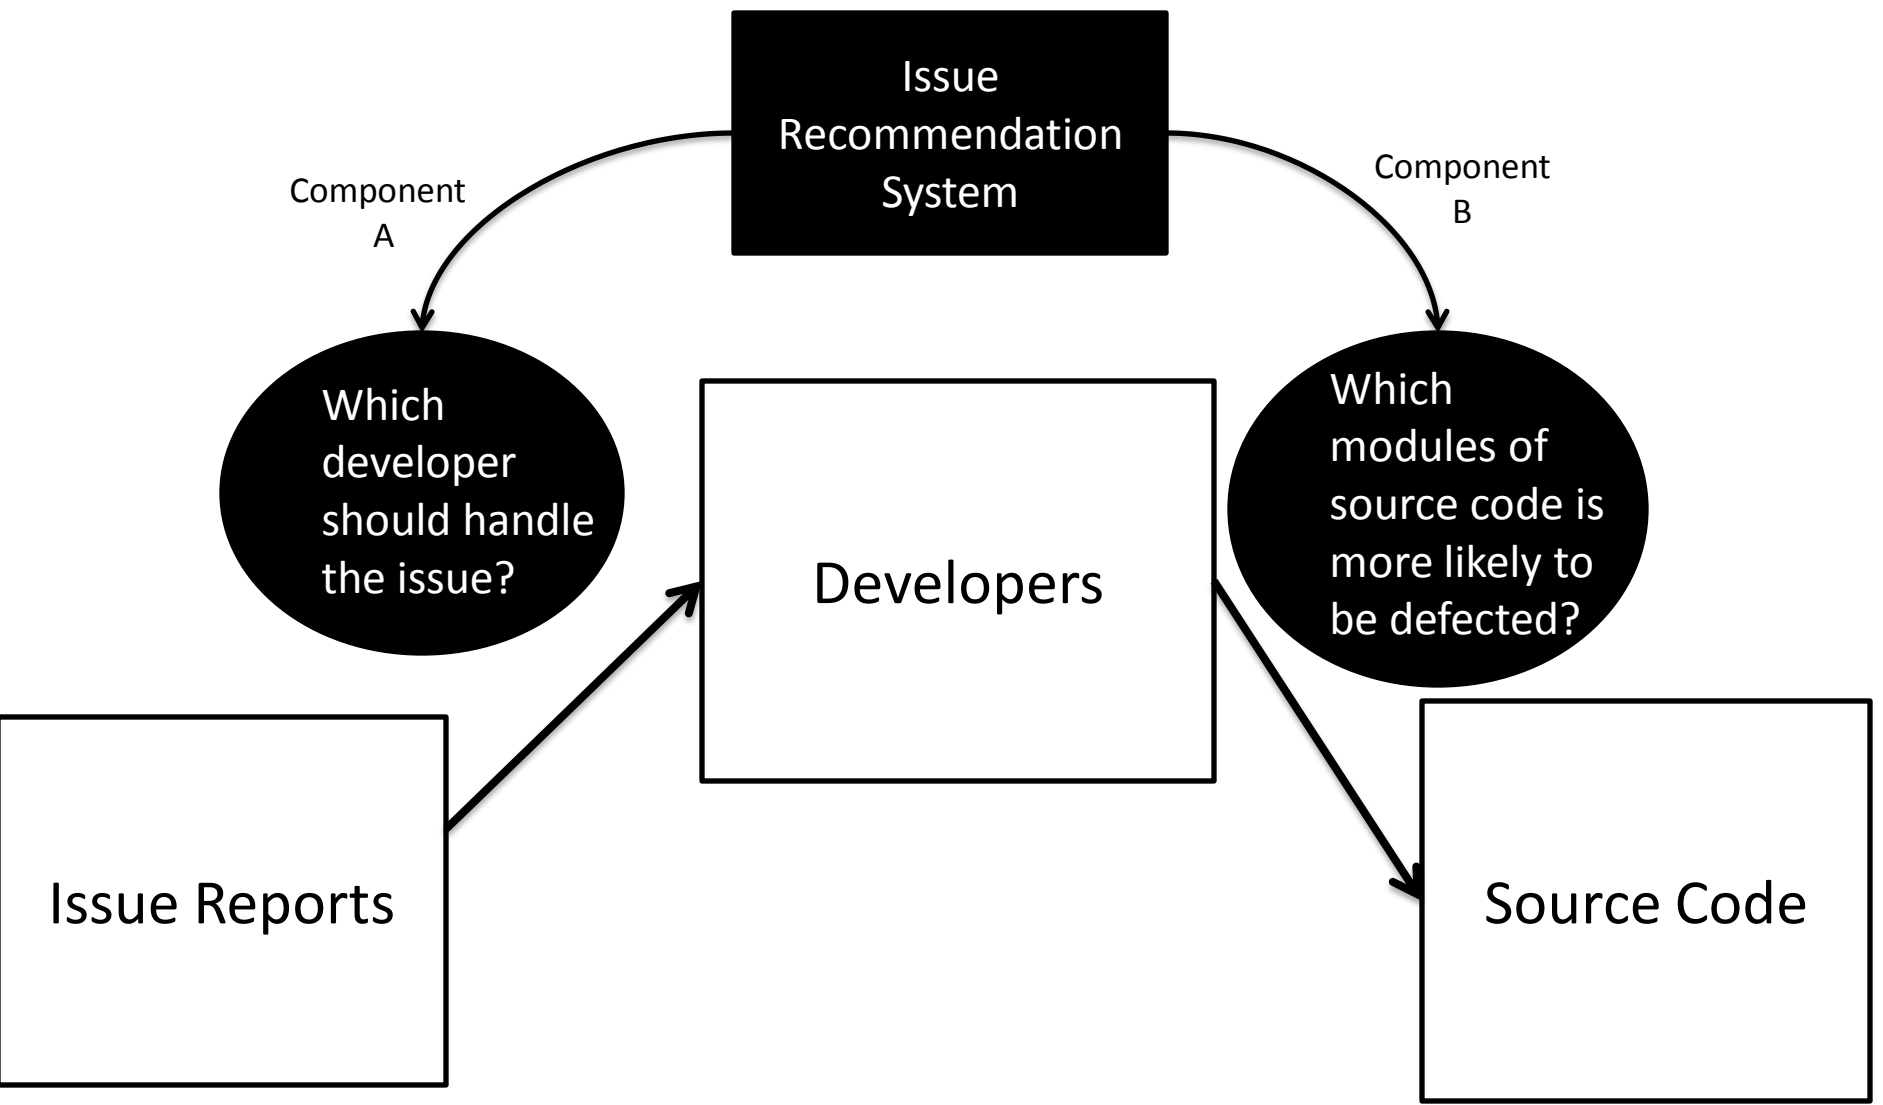 Issue
Recommendation
System
Component
A
Component
B
Which
developer
should handle
the issue?
Which
modules of
source code is
more likely to
be defected?
Developers
Issue Reports
Source Code